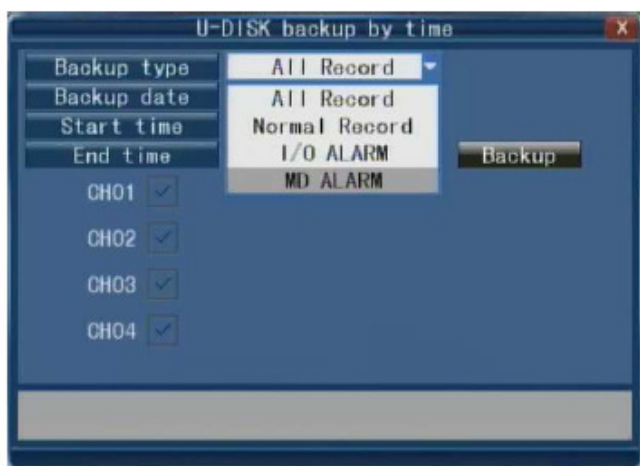 U-DISK backup by time X
Backup type All Record
Backup date All Record
Start time Normal Record
End time I/O ALARM Backup
MD ALARM
CH01
CH02
CH03
CH04